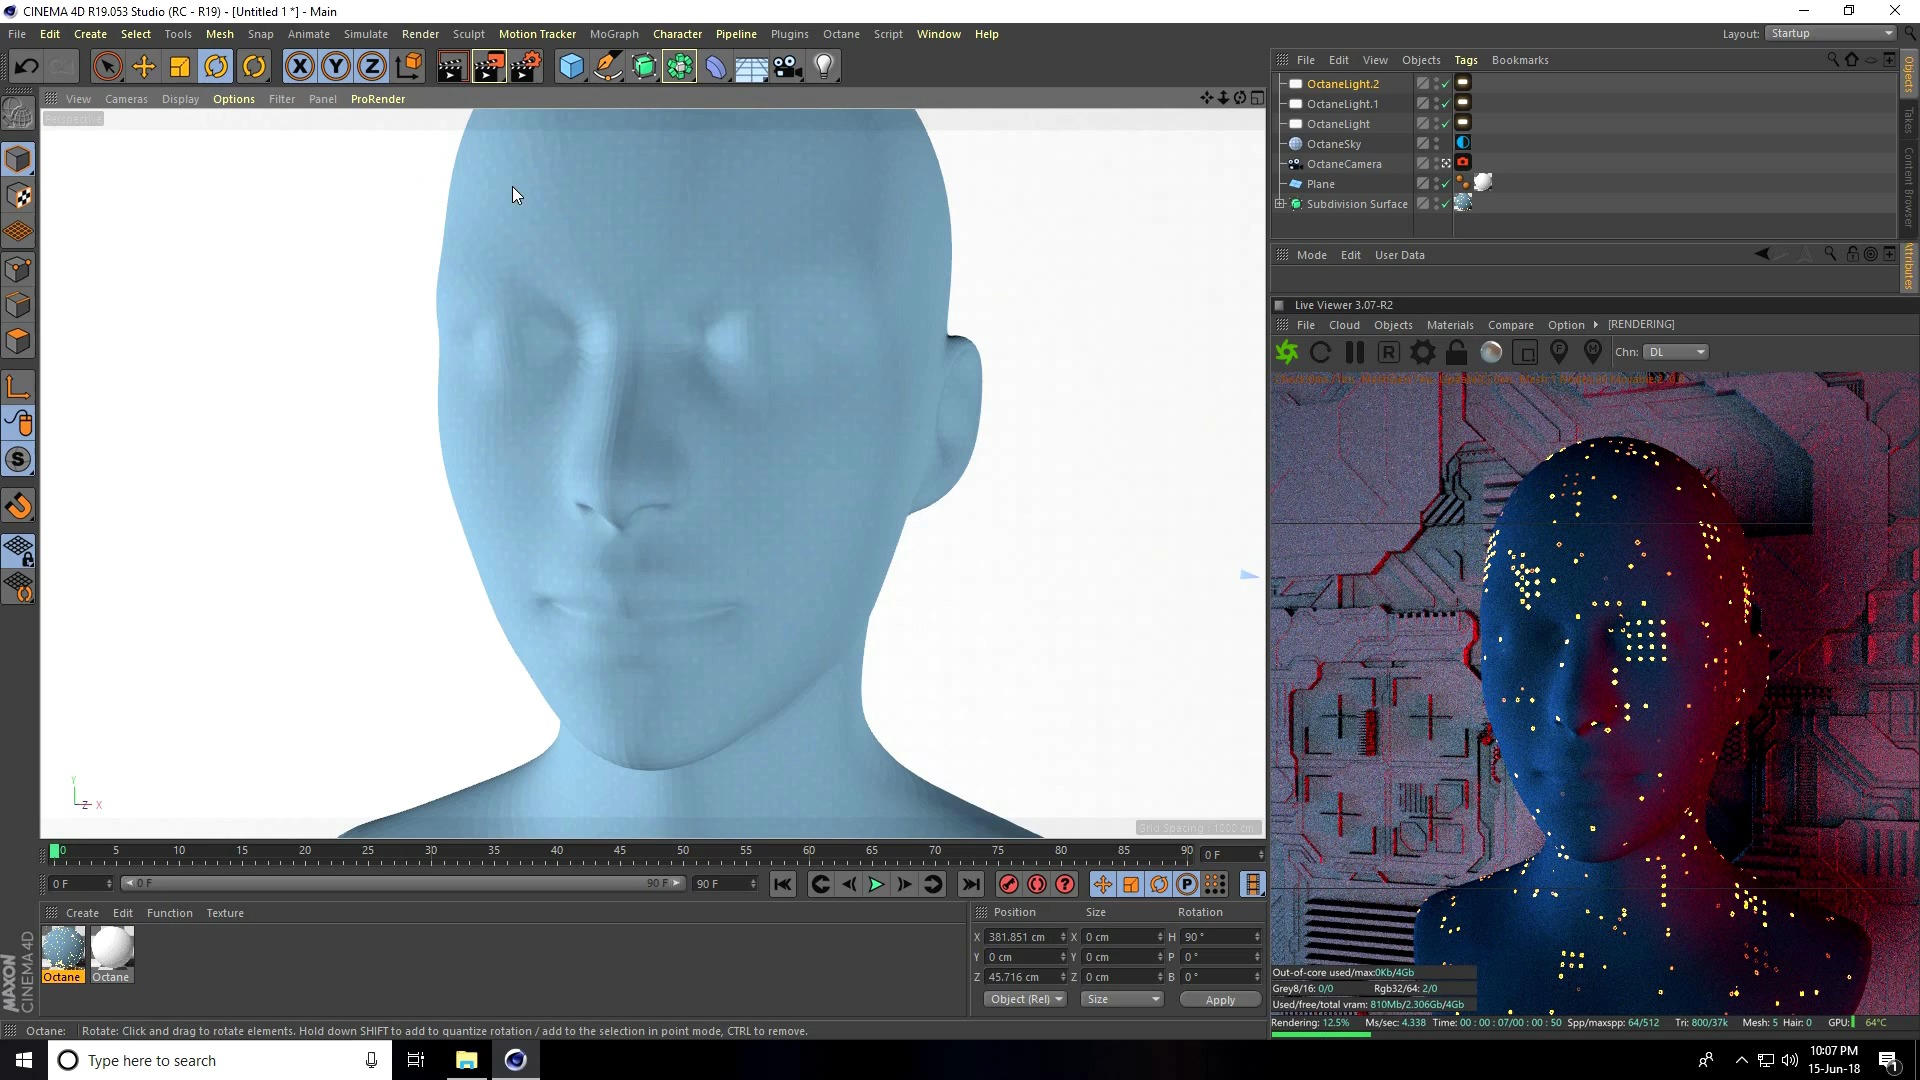 CINEMA 4D R19.053 Studio (RC - R19) - [Untitled 1 *] - Main
File Edit Create Select Tools Snap Animate Simulate Render Sculpt Motion Tracker MoGraph Character Pipeline Plugins Octane Script Window Help
Layout: Startup
View Cameras Display Options Filter Panel ProRender
Perspective
File Edit View Objects Tags Bookmarks
OctaneLight.2
OctaneLight.1
OctaneLight
OctaneSky
OctaneCamera
Plane
Subdivision Surface
Objects
Takes
Content Browser
Attributes
Mode Edit User Data
Live Viewer 3.07-R2
File Cloud Objects Materials Compare Option [RENDERING]
Chn: DL
Y
Z X
Grid Spacing : 1000 cm
0 5 10 15 20 25 30 35 40 45 50 55 60 65 70 75 80 85 90
0 F
0 F 0 F 90 F 90 F
Create Edit Function Texture
Octane Octane
MAXON CINEMA 4D
Position Size Rotation
X 381.851 cm X 0 cm H 90 °
Y 0 cm Y 0 cm P 0 °
Z 45.716 cm Z 0 cm B 0 °
Object (Rel) Size Apply
Out-of-core used/max:0Kb/4Gb
Grey8/16: 0/0 Rgb32/64: 2/0
Used/free/total vram: 810Mb/2.306Gb/4Gb
Rendering: 12.5% Ms/sec: 4.338 Time: 00 : 00 : 07/00 : 00 : 50 Spp/maxspp: 64/512 Tri: 800/37k Mesh: 5 Hair: 0 GPU: 64°C
Octane: Rotate: Click and drag to rotate elements. Hold down SHIFT to add to quantize rotation / add to the selection in point mode, CTRL to remove.
Type here to search
10:07 PM
15-Jun-18
1